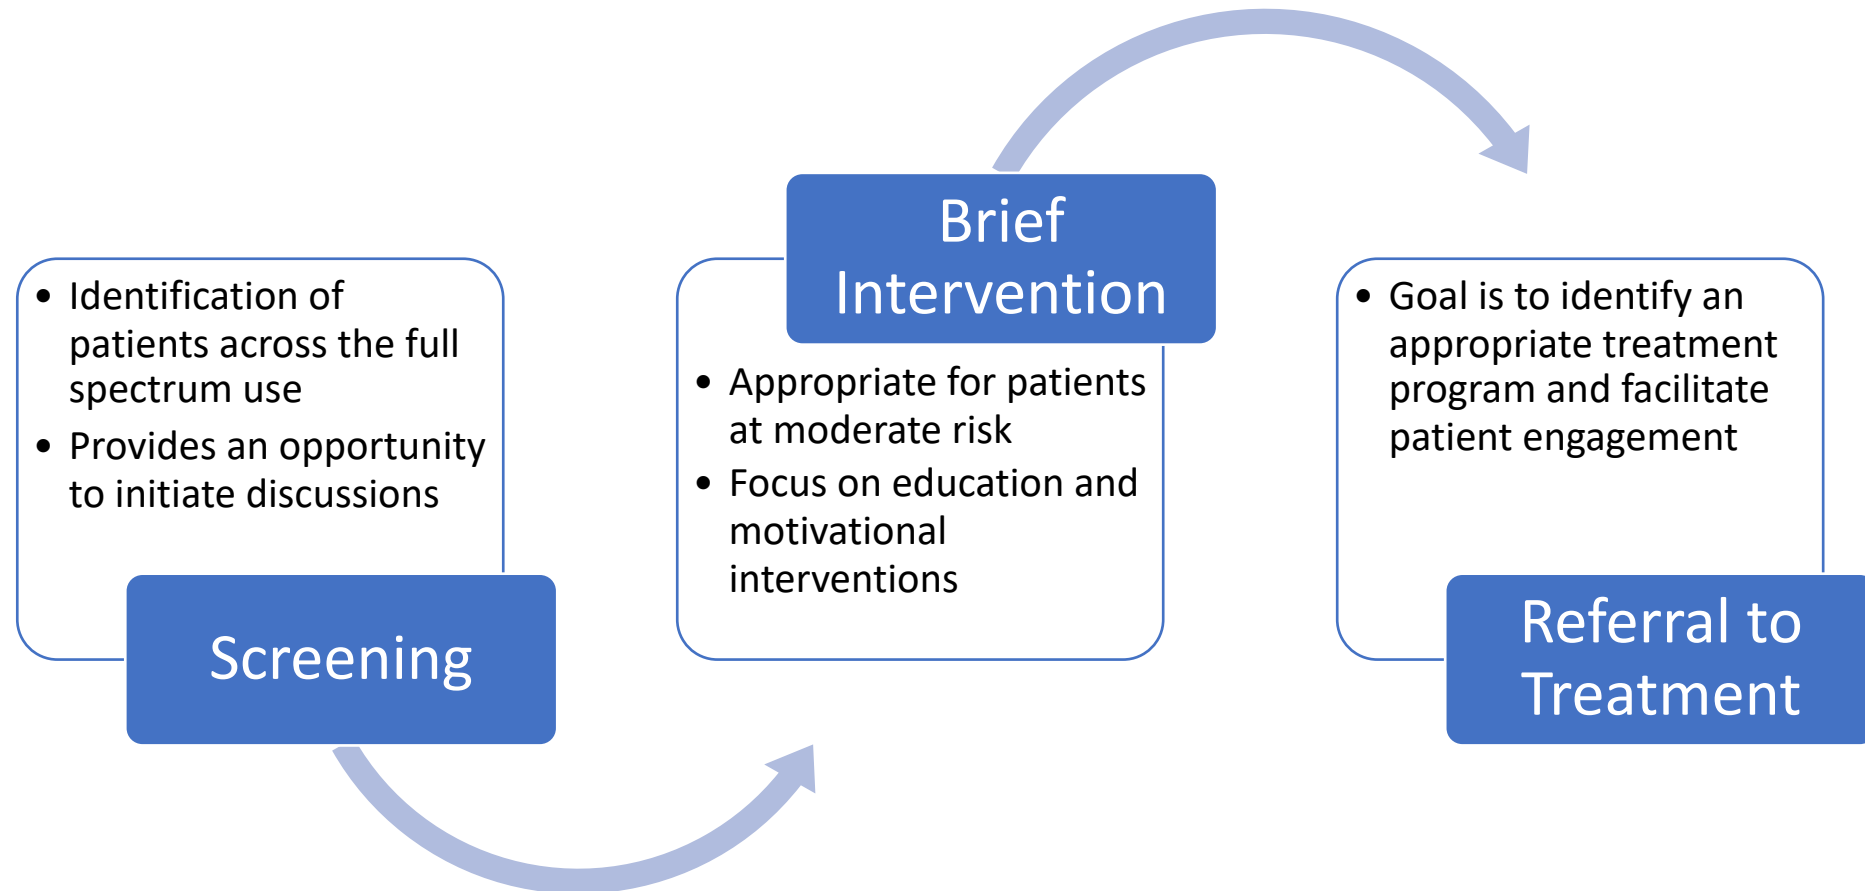 • Identification of
patients across the full
spectrum use
• Provides an opportunity
to initiate discussions
Screening
Brief
Intervention
• Appropriate for patients
at moderate risk
• Focus on education and
motivational
interventions
• Goal is to identify an
appropriate treatment
program and facilitate
patient engagement
Referral to
Treatment